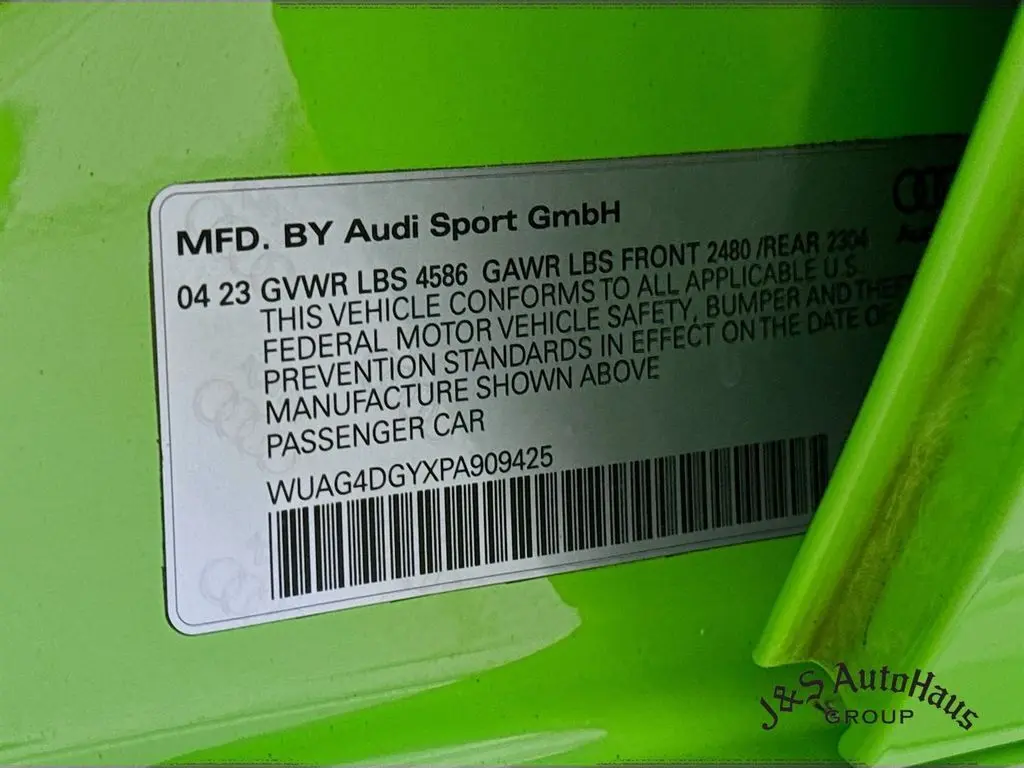 MFD. BY Audi Sport GmbH
04 23 GVWR LBS 4586 GAWR LBS FRONT 2480 /REAR 2304
THIS VEHICLE CONFORMS TO ALL APPLICABLE U.S.
FEDERAL MOTOR VEHICLE SAFETY, BUMPER AND
PREVENTION STANDARDS IN EFFECT ON THE DATE OF
MANUFACTURE SHOWN ABOVE
PASSENGER CAR
WUAG4DGYXPA909425
J&S AutoHaus
GROUP